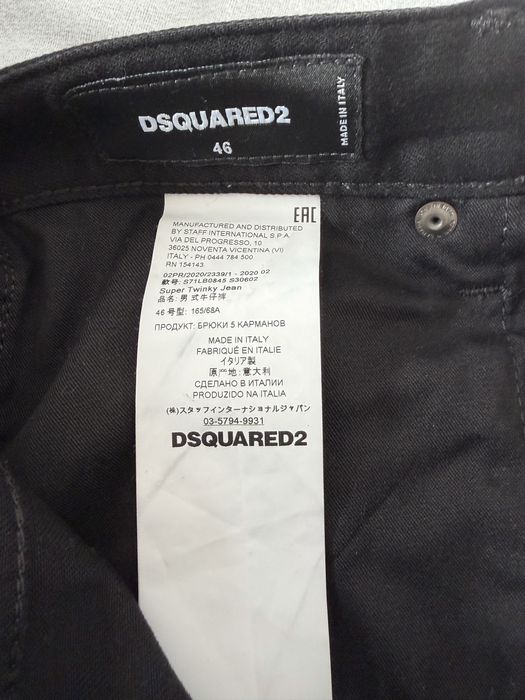 DSQUARED2
46
MADE IN ITALY
EAC
MANUFACTURED AND DISTRIBUTED
BY STAFF INTERNATIONAL S.P.A.
VIA DEL PROGRESSO, 10
36025 NOVENTA VICENTINA (VI)
ITALY - PH 0444 784 500
RN 154143
02PR/2020/2339/1 - 2020 02
款号: S71LB0845 S30602
Super Twinky Jean
品名: 男式牛仔裤
46 号型: 165/68A
ПРОДУКТ: БРЮКИ 5 КАРМАНОВ
MADE IN ITALY
FABRIQUÉ EN ITALIE
イタリア製
原产地: 意大利
СДЕЛАНО В ИТАЛИИ
PRODUZIDO NA ITALIA
(株)スタッフインターナショナルジャパン
03-5794-9931
DSQUARED2